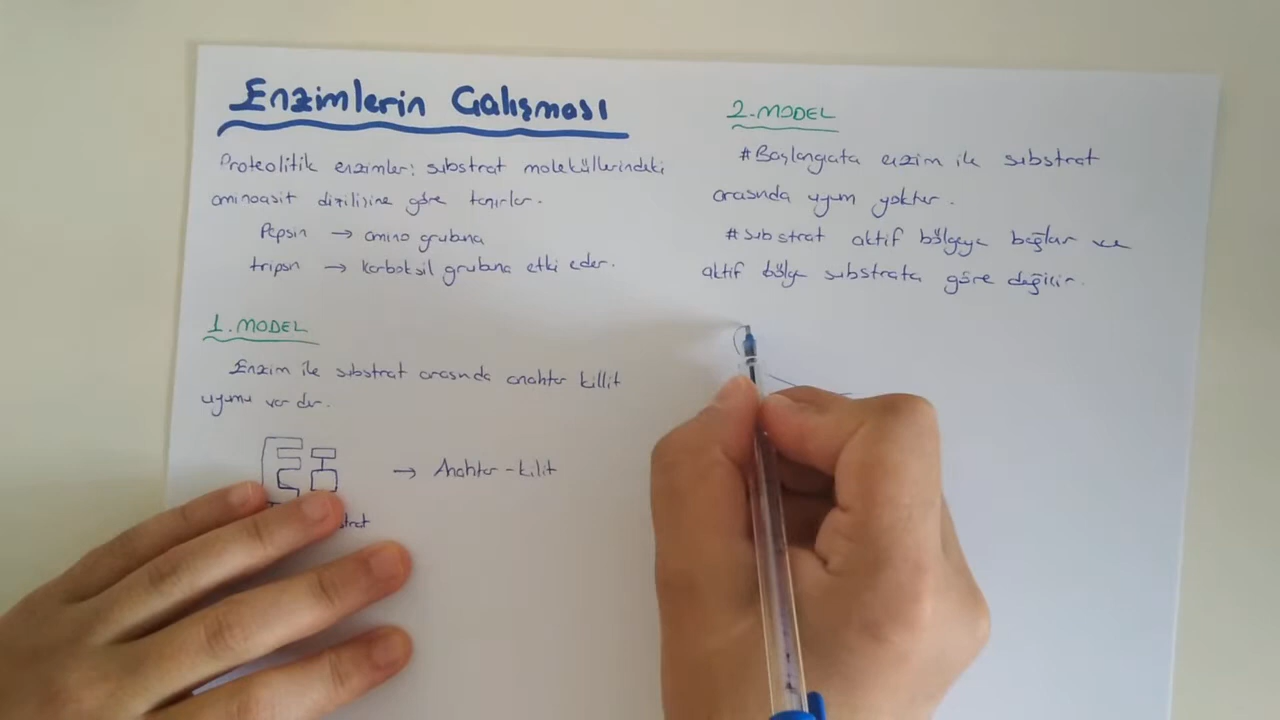 Enzimlerin Çalışması
Proteolitik enzimler; substrat moleküllerindeki
aminoasit dizilişine göre tanırlar.
Pepsin → amino grubuna
tripsin → karboksil grubuna etki eder.
1. MODEL
Enzim ile substrat arasında anahtar killit
uyumu vardır.
→ Anahtar-kilit
strat
2. MODEL
#Başlangıçta enzim ile substrat
arasında uyum yoktur.
#substrat aktif bölgeye bağlar ve
aktif bölge substrata göre değişir.